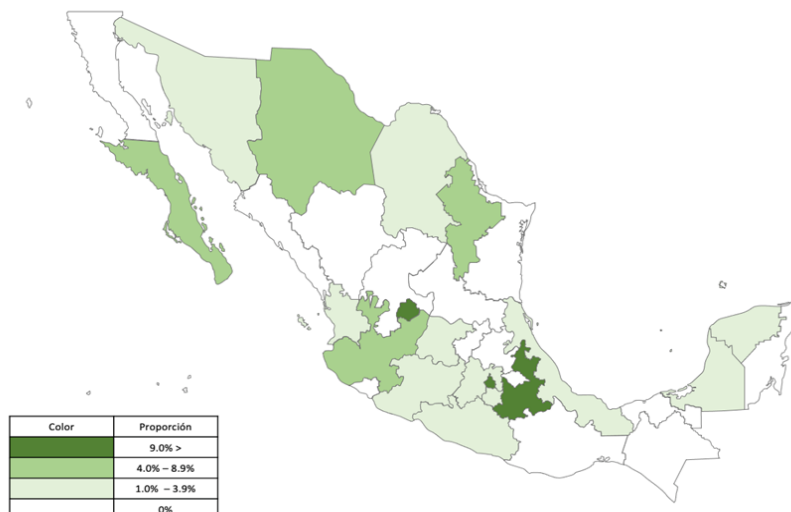 Color Proporción
9.0% >
4.0% – 8.9%
1.0% – 3.9%
0%